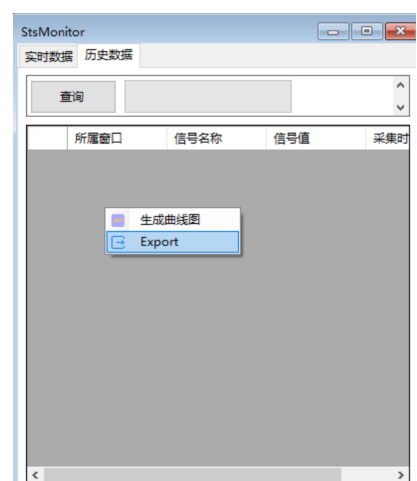 StsMonitor
实时数据 历史数据
查询
所属窗口 信号名称 信号值 采集时
生成曲线图
Export